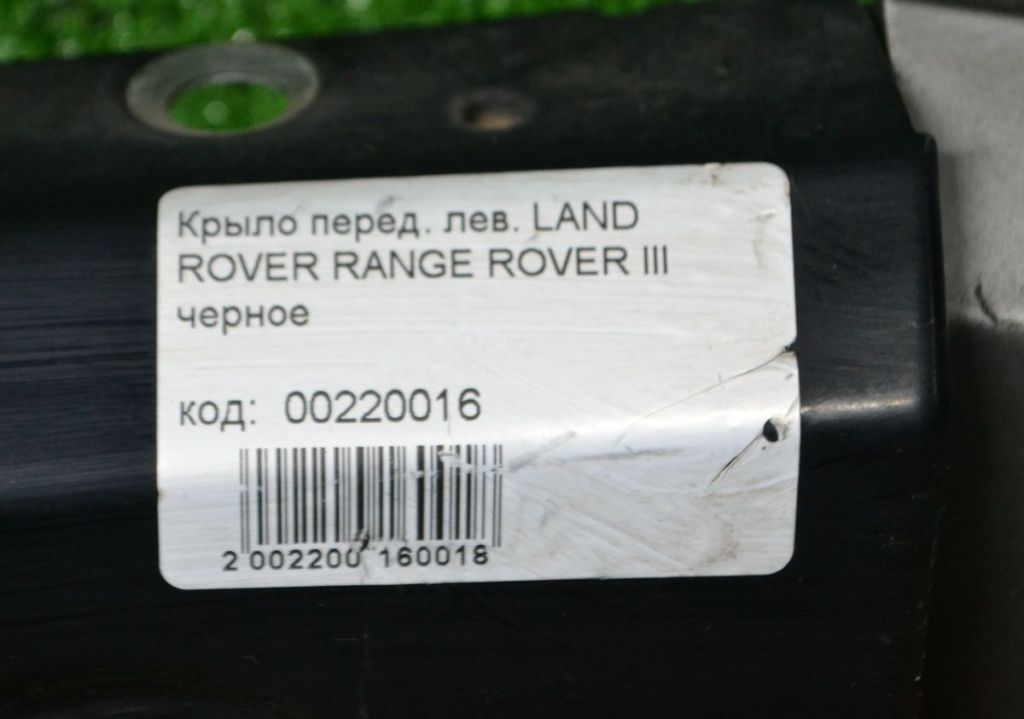 Крыло перед. лев. LAND
ROVER RANGE ROVER III
черное
код: 00220016
2 002200 160018